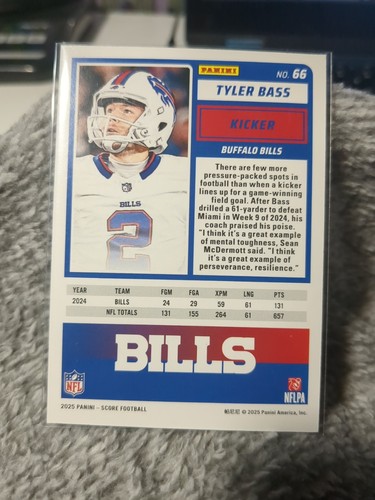 PANINI
NO. 66
TYLER BASS
KICKER
BUFFALO BILLS
There are few more
pressure-packed spots in
football than when a kicker
lines up for a game-winning
field goal. After Bass
drilled a 61-yarder to defeat
Miami in Week 9 of 2024, his
coach praised his poise.
"I think it's a great example
of mental toughness, Sean
McDermott said. "I think
it's a great example of
perseverance, resilience."
BILLS
2
YEAR TEAM FGM FGA XPM LNG PTS
2024 BILLS 24 29 59 61 131
NFL TOTALS 131 155 264 61 657
BILLS
NFL
NFLPA
2025 PANINI – SCORE FOOTBALL
© 2025 Panini America, Inc.